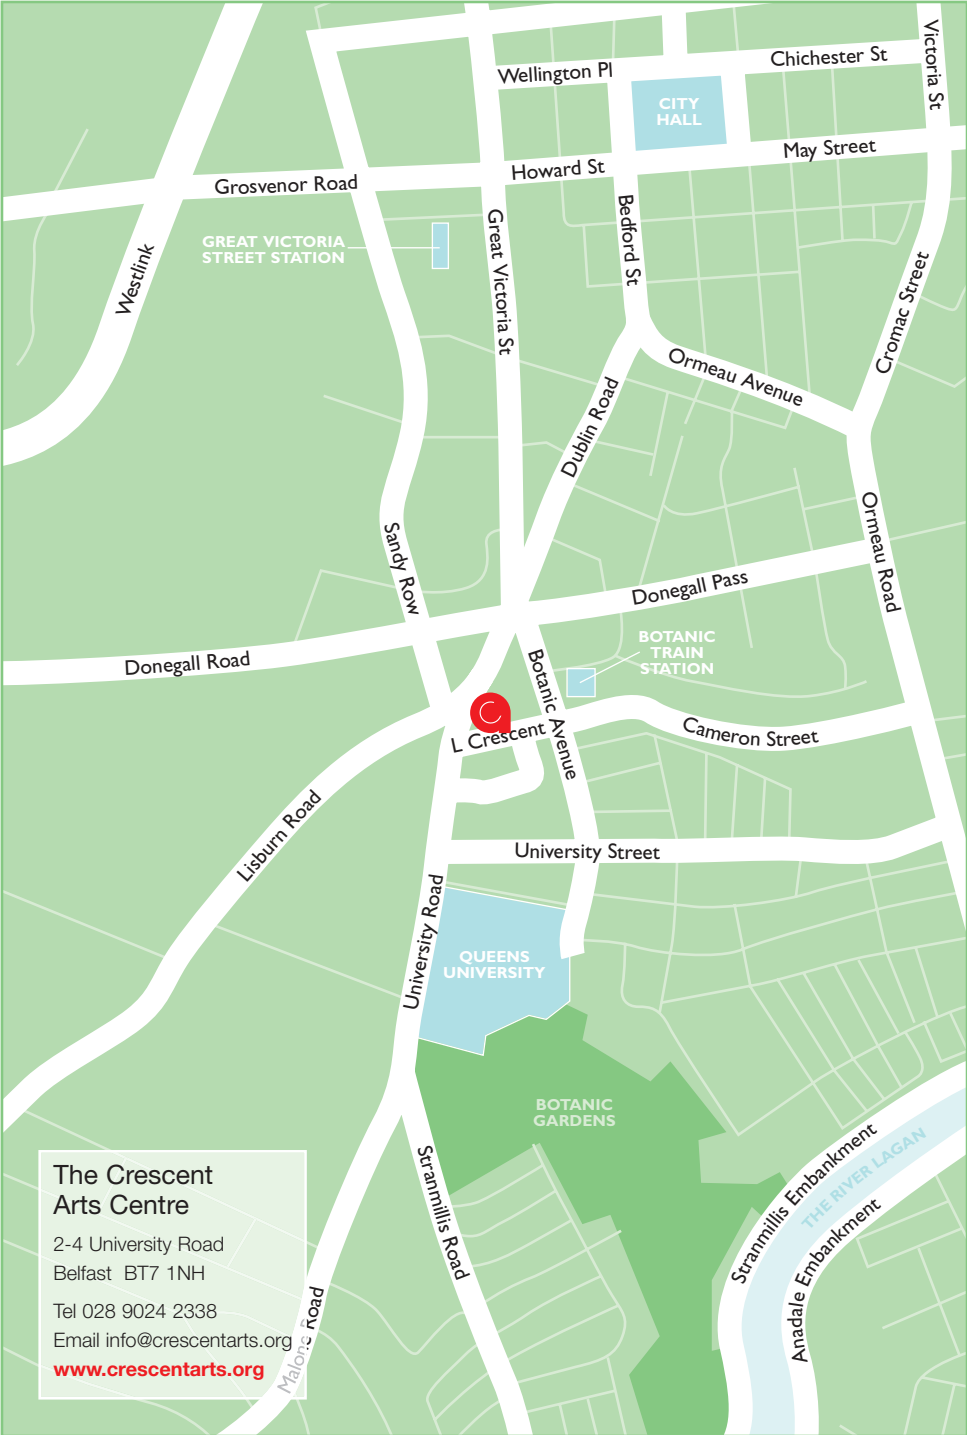 Victoria St
Chichester St
Wellington Pl
CITY
HALL
May Street
Howard St
Grosvenor Road
Bedford St
Great Victoria St
GREAT VICTORIA
STREET STATION
Westlink
Cromac Street
Ormeau Avenue
Dublin Road
Ormeau Road
Sandy Row
Donegall Pass
BOTANIC
TRAIN
STATION
Donegall Road
Botanic Avenue
C
L Crescent
Cameron Street
Lisburn Road
University Street
University Road
QUEENS
UNIVERSITY
BOTANIC
GARDENS
Stranmillis Embankment
THE RIVER LAGAN
Anadale Embankment
Stranmillis Road
The Crescent
Arts Centre
2-4 University Road
Belfast BT7 1NH
Tel 028 9024 2338
Email info@crescentarts.org
www.crescentarts.org
Malone Road